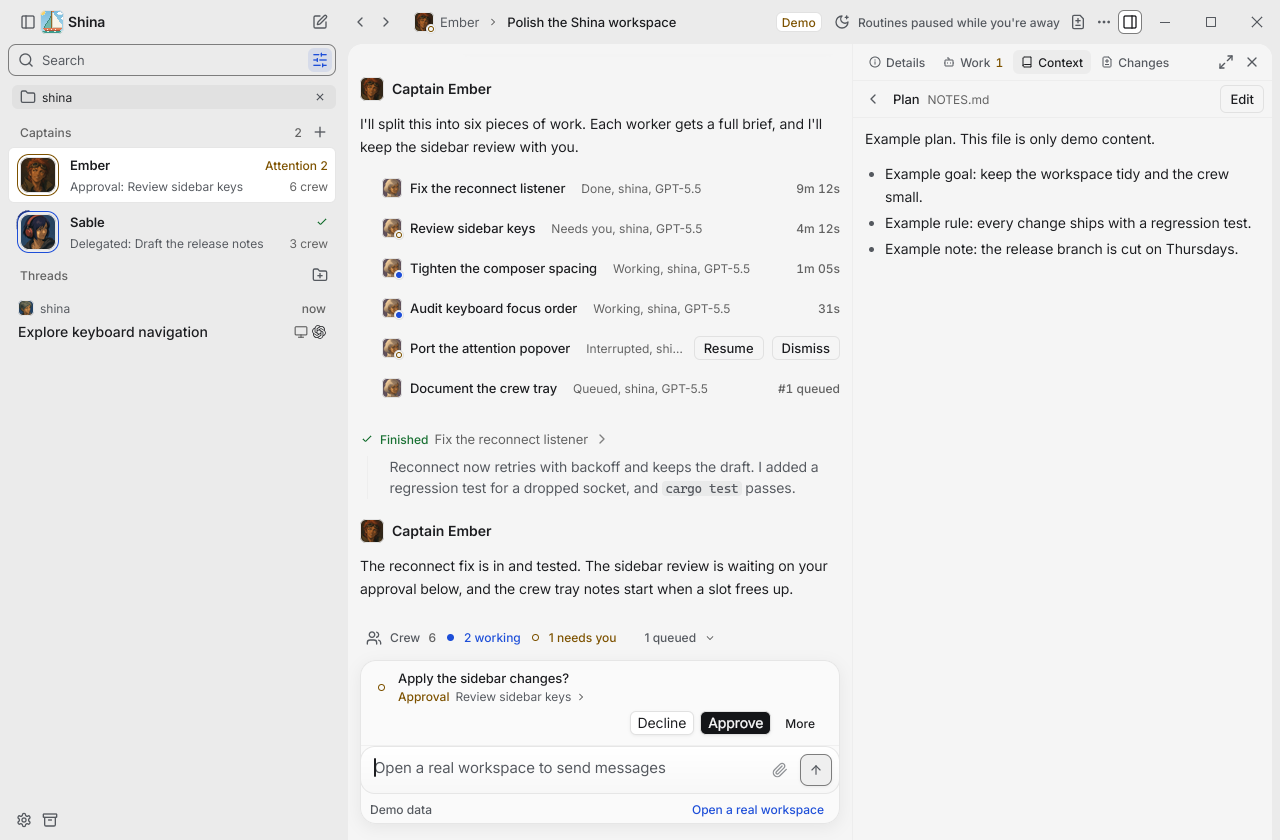 Shina
Search
shina
Captains 2
Ember Attention 2
Approval: Review sidebar keys 6 crew
Sable
Delegated: Draft the release notes 3 crew
Threads
shina now
Explore keyboard navigation
Ember Polish the Shina workspace
Demo Routines paused while you're away
Captain Ember
I'll split this into six pieces of work. Each worker gets a full brief, and I'll
keep the sidebar review with you.
Fix the reconnect listener Done, shina, GPT-5.5 9m 12s
Review sidebar keys Needs you, shina, GPT-5.5 4m 12s
Tighten the composer spacing Working, shina, GPT-5.5 1m 05s
Audit keyboard focus order Working, shina, GPT-5.5 31s
Port the attention popover Interrupted, shi... Resume Dismiss
Document the crew tray Queued, shina, GPT-5.5 #1 queued
Finished Fix the reconnect listener
Reconnect now retries with backoff and keeps the draft. I added a
regression test for a dropped socket, and cargo test passes.
Captain Ember
The reconnect fix is in and tested. The sidebar review is waiting on your
approval below, and the crew tray notes start when a slot frees up.
Crew 6 2 working 1 needs you 1 queued
Apply the sidebar changes?
Approval Review sidebar keys
Decline Approve More
Open a real workspace to send messages
Demo data Open a real workspace
Details Work 1 Context Changes
Plan NOTES.md Edit
Example plan. This file is only demo content.
• Example goal: keep the workspace tidy and the crew
small.
• Example rule: every change ships with a regression test.
• Example note: the release branch is cut on Thursdays.